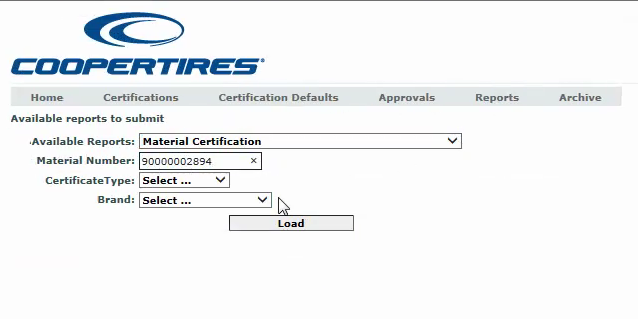 COOPERTIRES®
Home Certifications Certification Defaults Approvals Reports Archive
Available reports to submit
Available Reports: Material Certification
Material Number: 90000002894 ×
CertificateType: Select ...
Brand: Select ...
Load